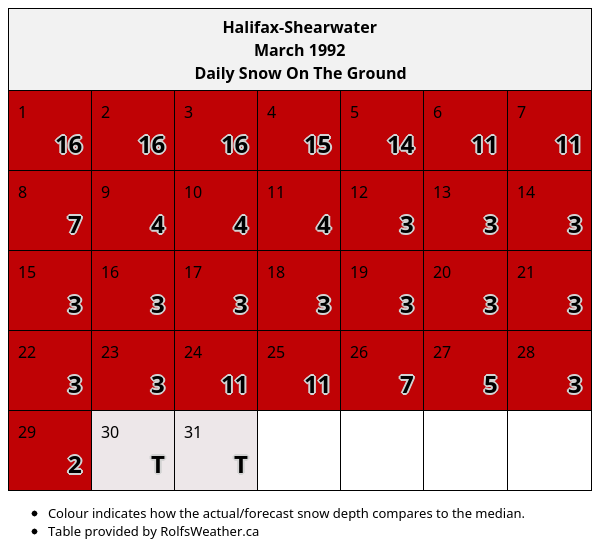 Halifax-Shearwater
March 1992
Daily Snow On The Ground
1 2 3 4 5 6 7
16 16 16 15 14 11 11
8 9 10 11 12 13 14
7 4 4 4 3 3 3
15 16 17 18 19 20 21
3 3 3 3 3 3 3
22 23 24 25 26 27 28
3 3 11 11 7 5 3
29 30 31
2 T T
• Colour indicates how the actual/forecast snow depth compares to the median.
• Table provided by RolfsWeather.ca